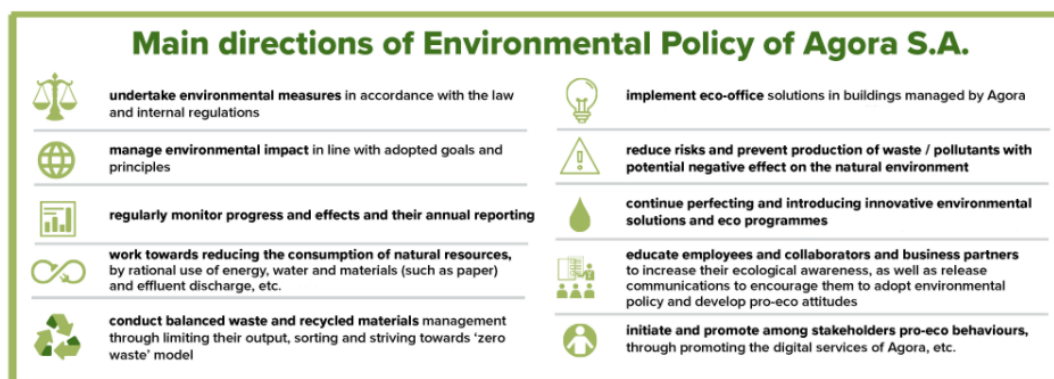 Main directions of Environmental Policy of Agora S.A.
undertake environmental measures in accordance with the law
and internal regulations
manage environmental impact in line with adopted goals and
principles
regularly monitor progress and effects and their annual reporting
work towards reducing the consumption of natural resources,
by rational use of energy, water and materials (such as paper)
and effluent discharge, etc.
conduct balanced waste and recycled materials management
through limiting their output, sorting and striving towards ‘zero
waste’ model
implement eco-office solutions in buildings managed by Agora
reduce risks and prevent production of waste / pollutants with
potential negative effect on the natural environment
continue perfecting and introducing innovative environmental
solutions and eco programmes
educate employees and collaborators and business partners
to increase their ecological awareness, as well as release
communications to encourage them to adopt environmental
policy and develop pro-eco attitudes
initiate and promote among stakeholders pro-eco behaviours,
through promoting the digital services of Agora, etc.